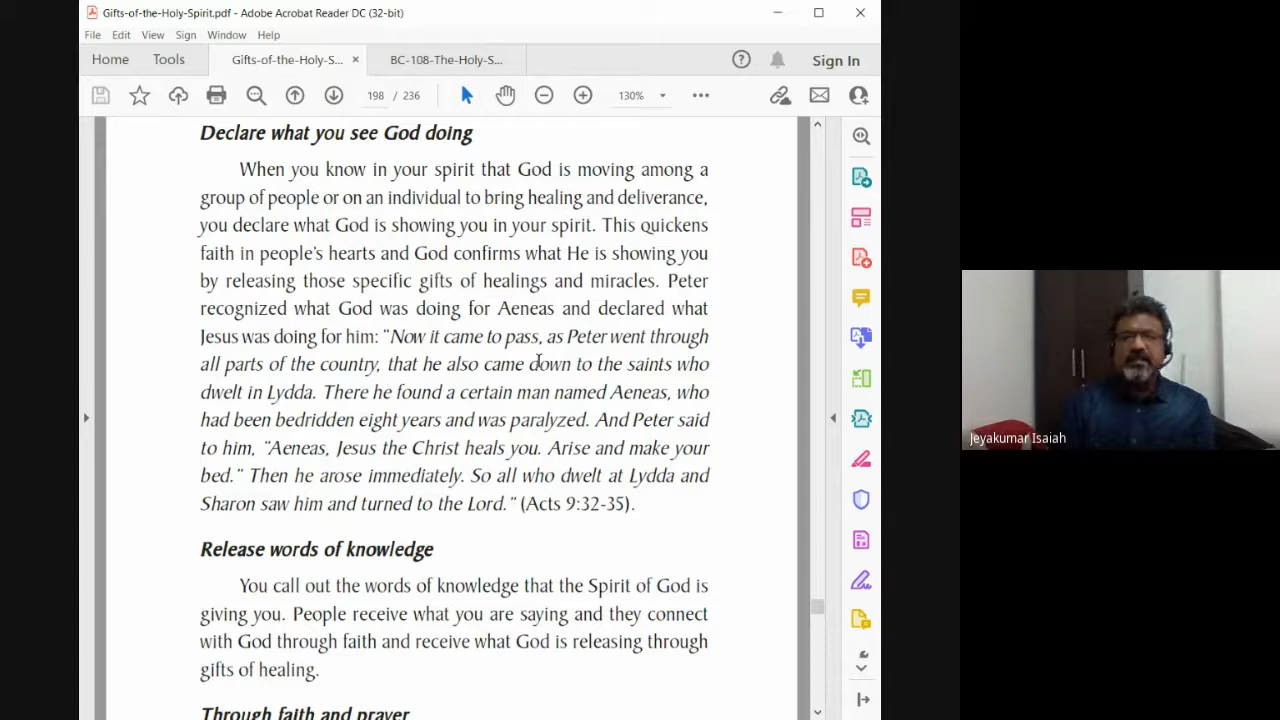 Gifts-of-the-Holy-Spirit.pdf - Adobe Acrobat Reader DC (32-bit)
File Edit View Sign Window Help
Home Tools Gifts-of-the-Holy-S... × BC-108-The-Holy-S... Sign In
198 / 236 130%
Declare what you see God doing
When you know in your spirit that God is moving among a
group of people or on an individual to bring healing and deliverance,
you declare what God is showing you in your spirit. This quickens
faith in people's hearts and God confirms what He is showing you
by releasing those specific gifts of healings and miracles. Peter
recognized what God was doing for Aeneas and declared what
Jesus was doing for him: "Now it came to pass, as Peter went through
all parts of the country, that he also came down to the saints who
dwelt in Lydda. There he found a certain man named Aeneas, who
had been bedridden eight years and was paralyzed. And Peter said
to him, "Aeneas, Jesus the Christ heals you. Arise and make your
bed." Then he arose immediately. So all who dwelt at Lydda and
Sharon saw him and turned to the Lord." (Acts 9:32-35).
Release words of knowledge
You call out the words of knowledge that the Spirit of God is
giving you. People receive what you are saying and they connect
with God through faith and receive what God is releasing through
gifts of healing.
Through faith and prayer
Jeyakumar Isaiah